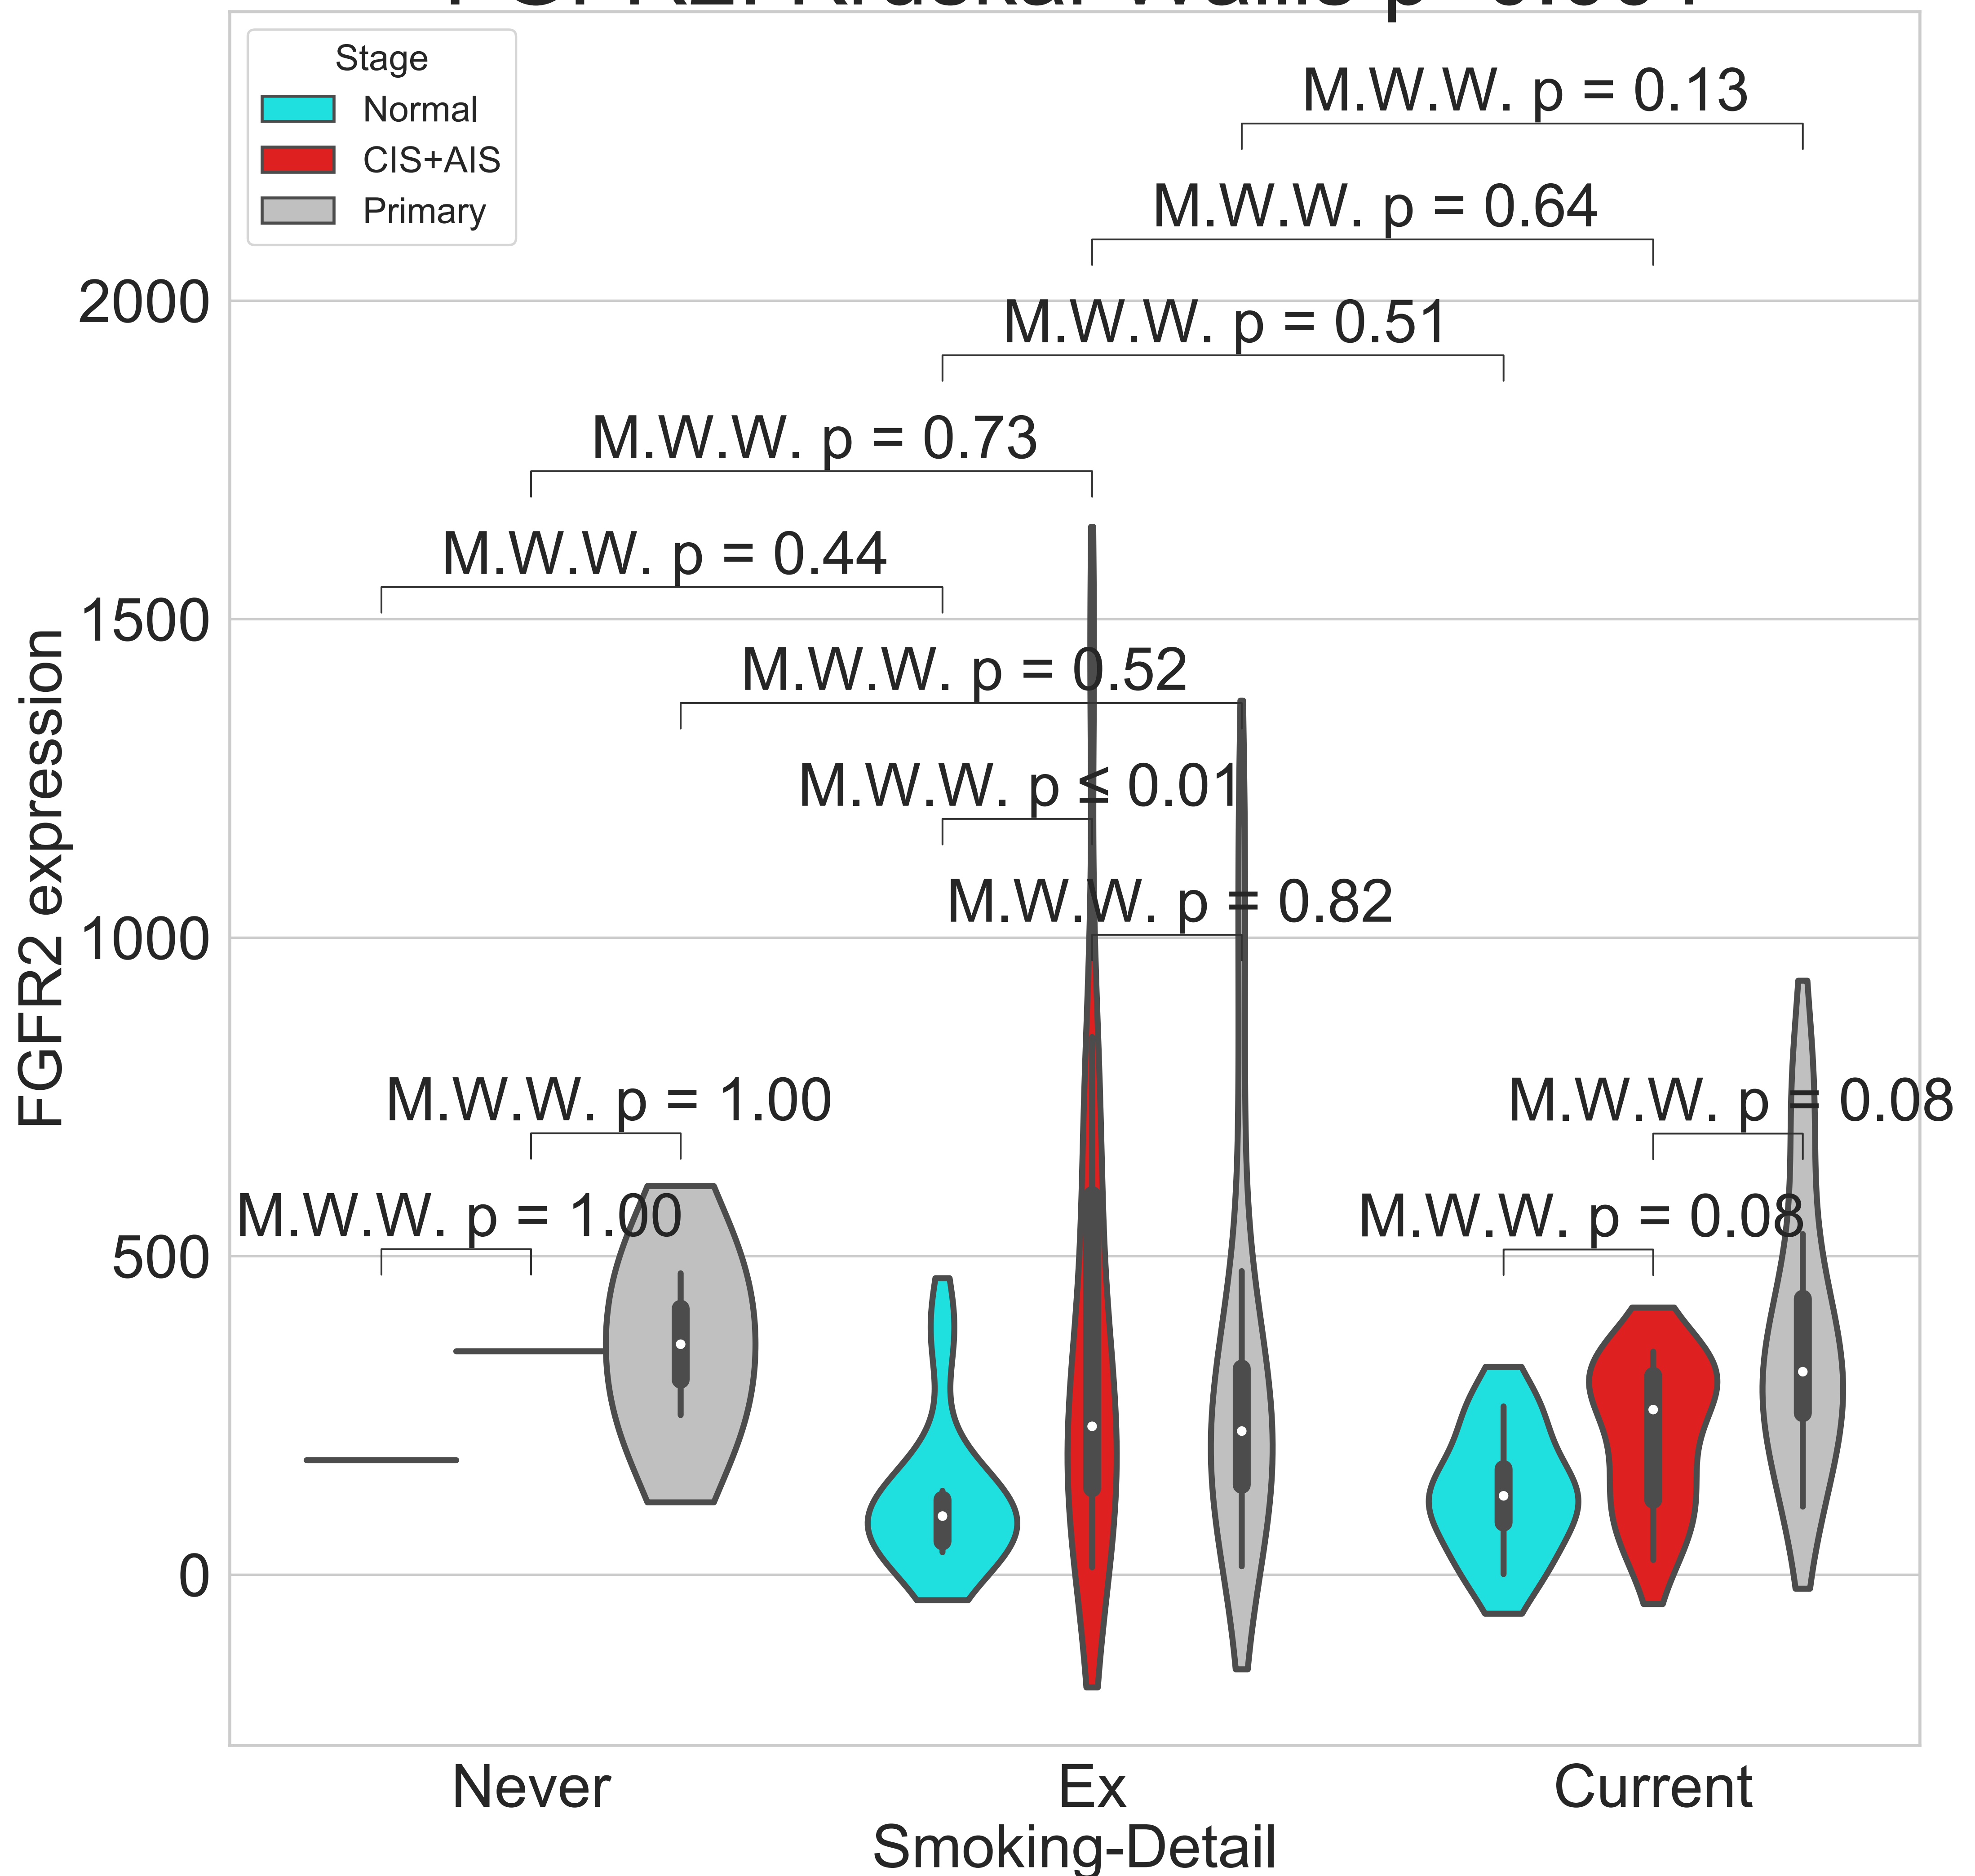 Stage
Normal
CIS+AIS
Primary
M.W.W. p = 0.13
M.W.W. p = 0.64
M.W.W. p = 0.51
M.W.W. p = 0.73
M.W.W. p = 0.44
M.W.W. p = 0.52
M.W.W. p ≤ 0.01
M.W.W. p = 0.82
M.W.W. p = 1.00
M.W.W. p = 0.08
M.W.W. p = 1.00
M.W.W. p = 0.08
2000
1500
1000
500
0
FGFR2 expression
Never
Ex
Current
Smoking-Detail